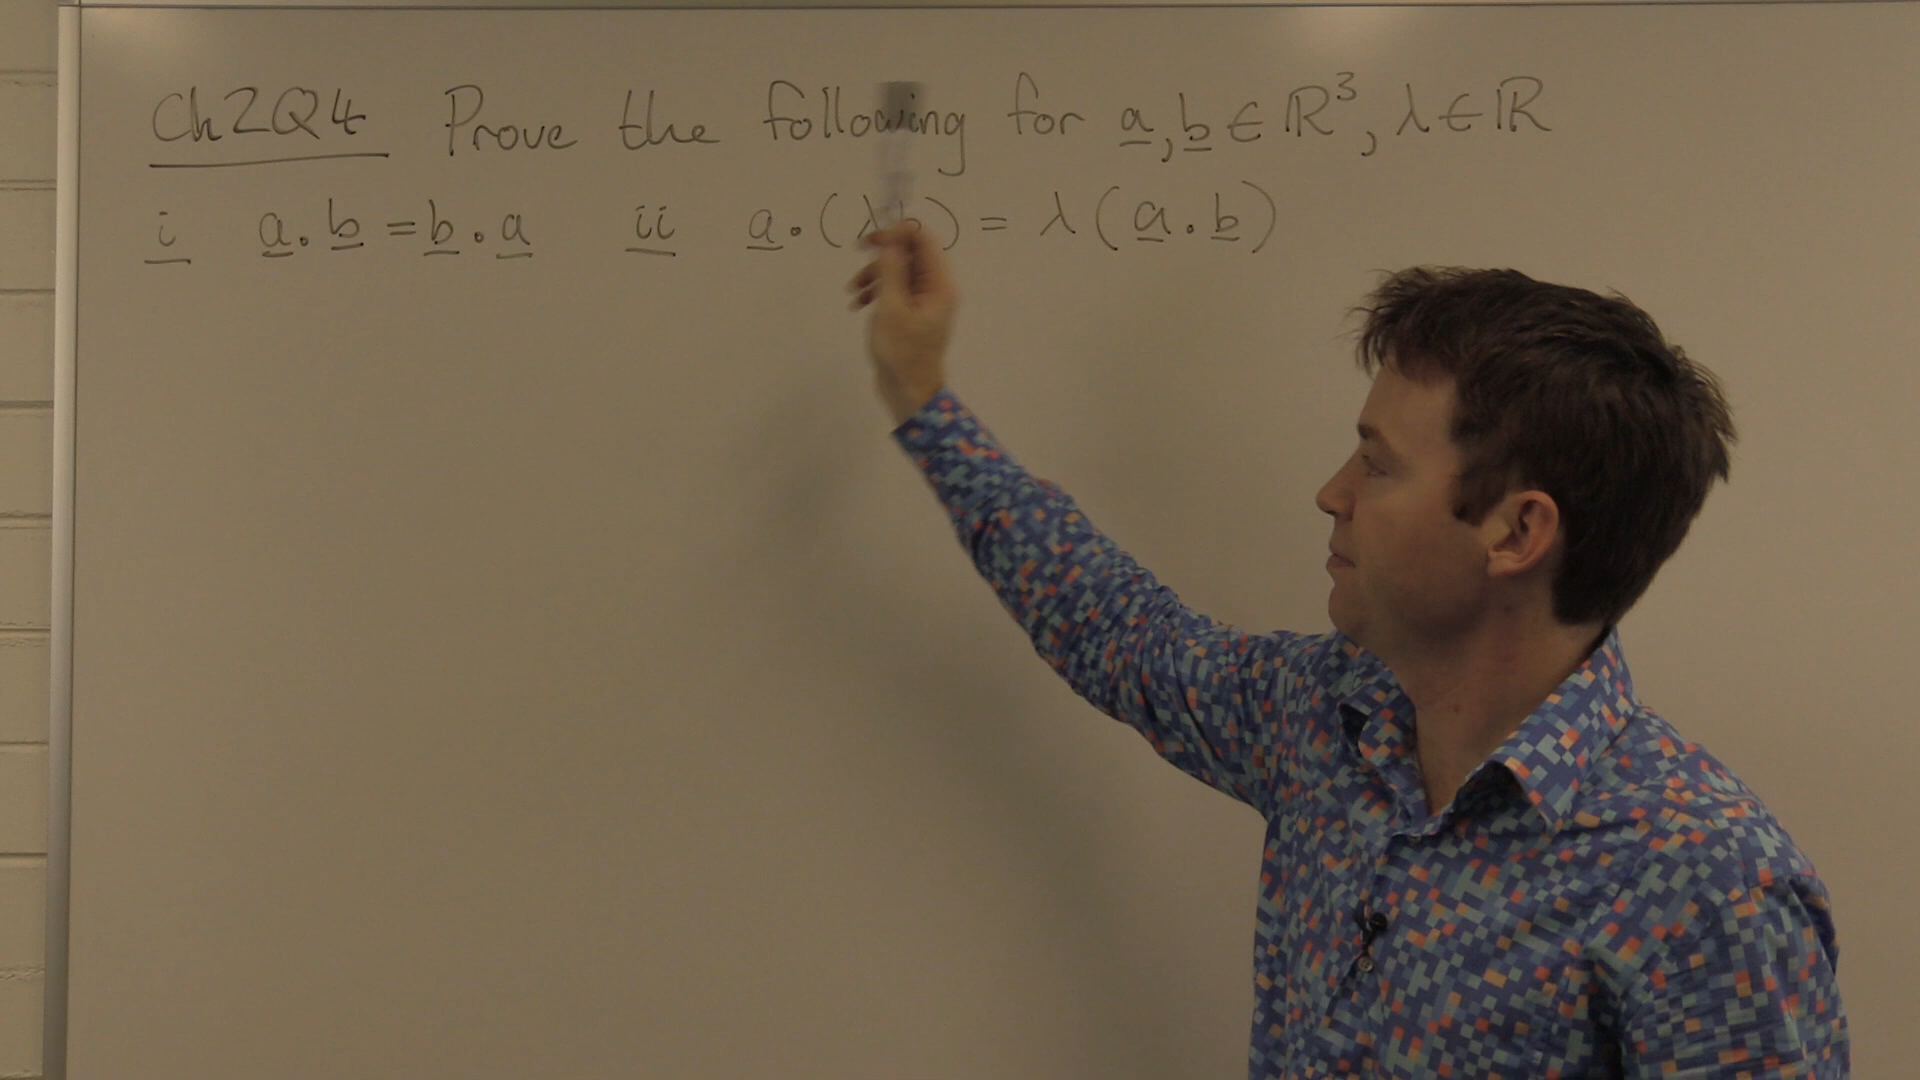 Ch2Q4 Prove the following for a, b ∈ ℝ³, λ ∈ ℝ
i a.b = b.a ii a.(λb) = λ(a.b)